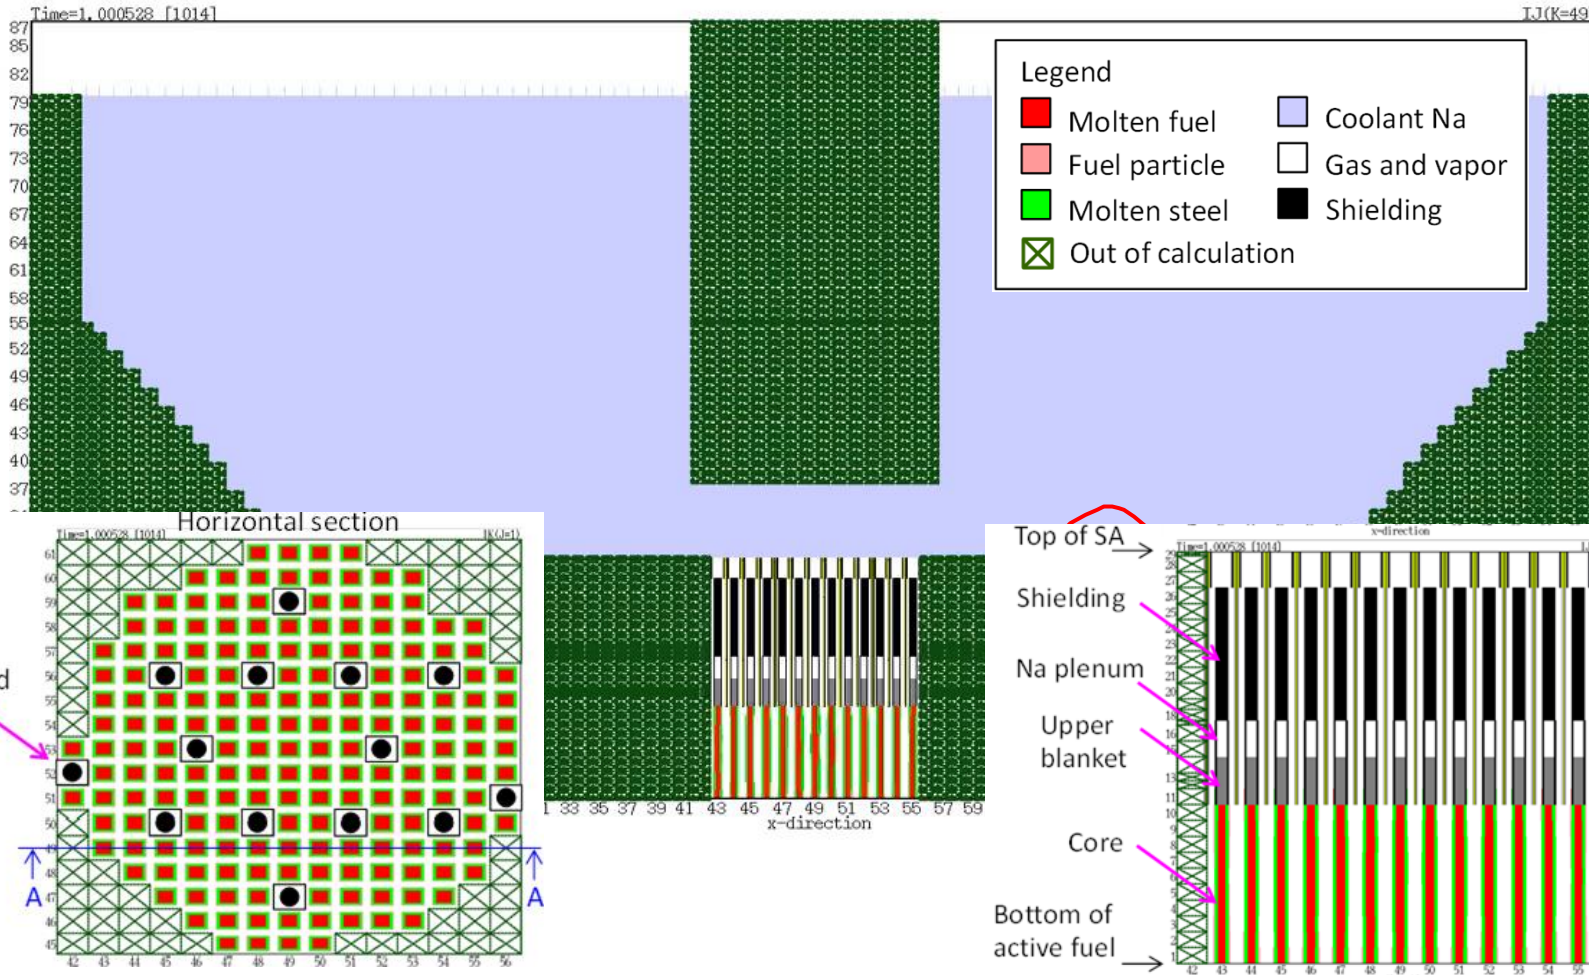 Time=1.000528 [1014]
IJ(K=49
87
85
82
79
76
73
70
67
64
61
58
55
52
49
46
43
40
37
Legend
Molten fuel
Coolant Na
Fuel particle
Gas and vapor
Molten steel
Shielding
Out of calculation
Horizontal section
Time=1.000528 [1014]
IK(J=1)
61
60
59
58
57
56
55
54
53
52
51
50
49
48
47
46
45
42 43 44 45 46 47 48 49 50 51 52 53 54 55 56
d
A
A
33 35 37 39 41 43 45 47 49 51 53 55 57 59
x-direction
x-direction
Time=1.000528 [1014]
Top of SA
Shielding
Na plenum
Upper
blanket
Core
Bottom of
active fuel
42 43 44 45 46 47 48 49 50 51 52 53 54 55